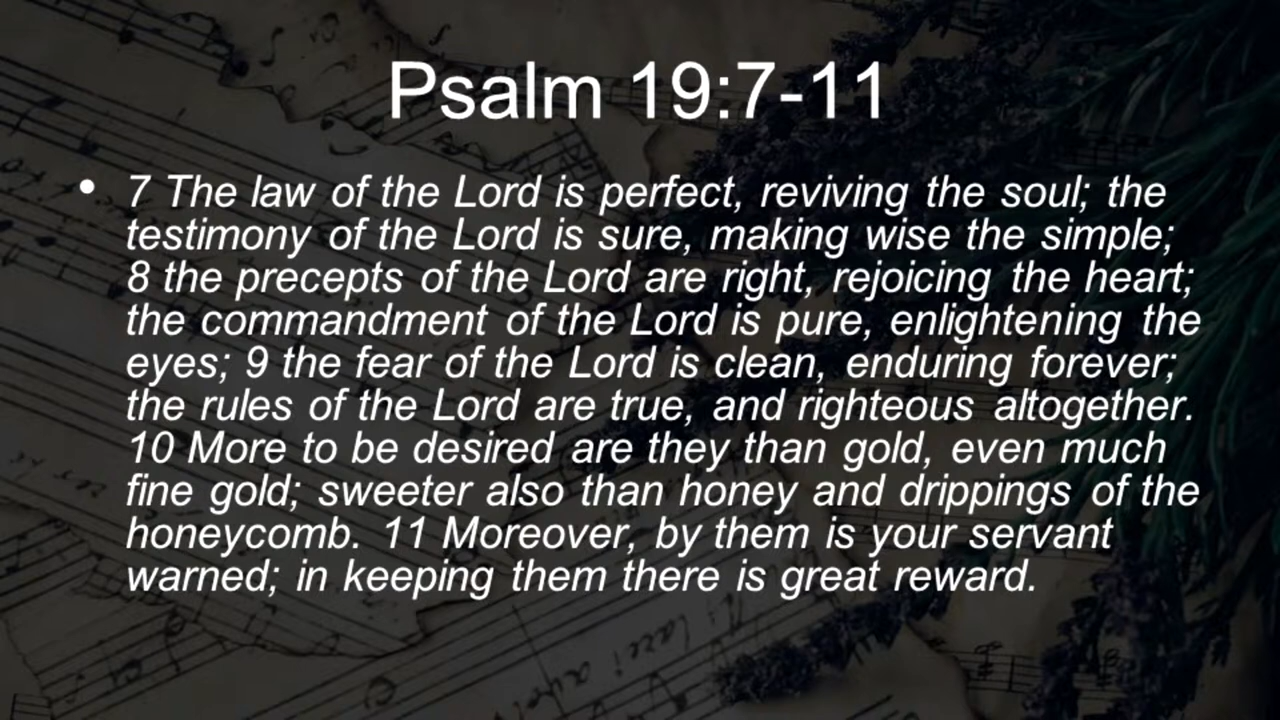 Psalm 19:7-11
• 7 The law of the Lord is perfect, reviving the soul; the
testimony of the Lord is sure, making wise the simple;
8 the precepts of the Lord are right, rejoicing the heart;
the commandment of the Lord is pure, enlightening the
eyes; 9 the fear of the Lord is clean, enduring forever;
the rules of the Lord are true, and righteous altogether.
10 More to be desired are they than gold, even much
fine gold; sweeter also than honey and drippings of the
honeycomb. 11 Moreover, by them is your servant
warned; in keeping them there is great reward.